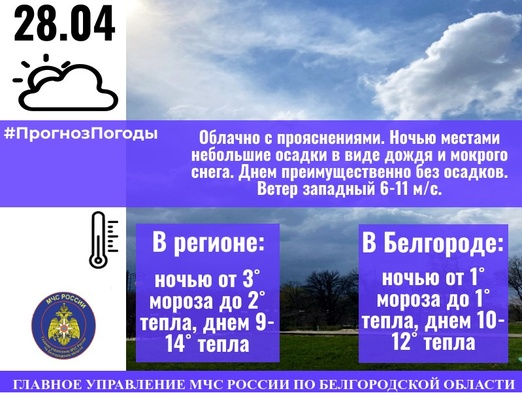 28.04
#ПрогнозПогоды
Облачно с прояснениями. Ночью местами
небольшие осадки в виде дождя и мокрого
снега. Днем преимущественно без осадков.
Ветер западный 6-11 м/с.
В регионе:
ночью от 3°
мороза до 2°
тепла, днем 9-
14° тепла
В Белгороде:
ночью от 1°
мороза до 1°
тепла, днем 10-
12° тепла
МЧС РОССИИ
ГЛАВНОЕ УПРАВЛЕНИЕ МЧС РОССИИ ПО БЕЛГОРОДСКОЙ ОБЛАСТИ